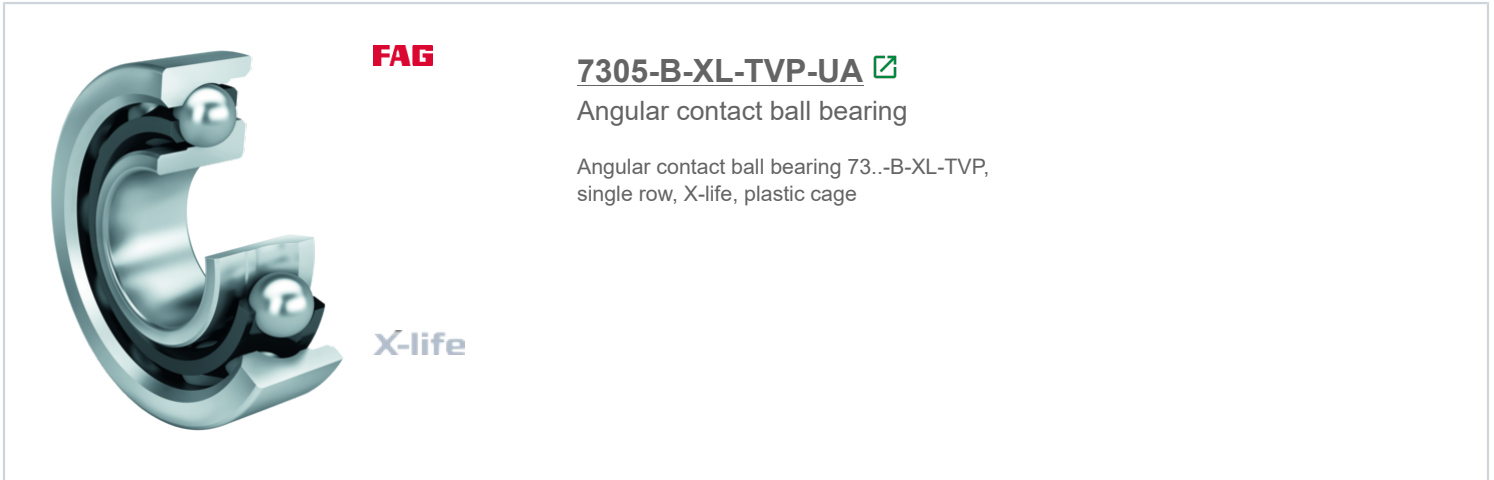 FAG
7305-B-XL-TVP-UA
Angular contact ball bearing
Angular contact ball bearing 73..-B-XL-TVP,
single row, X-life, plastic cage
X-life